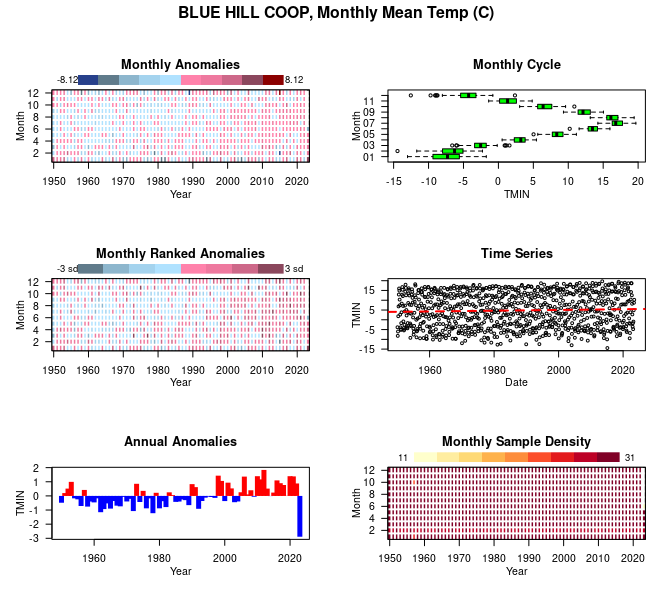 BLUE HILL COOP, Monthly Mean Temp (C)
Monthly Anomalies
-8.12 8.12
12
10
8
6
4
2
Month
1950 1960 1970 1980 1990 2000 2010 2020
Year
Monthly Cycle
11
09
07
05
03
01
Month
-15 -10 -5 0 5 10 15 20
TMIN
Monthly Ranked Anomalies
-3 sd 3 sd
12
10
8
6
4
2
Month
1950 1960 1970 1980 1990 2000 2010 2020
Year
Time Series
15
5
-5
-15
TMIN
1960 1980 2000 2020
Date
Annual Anomalies
2
1
0
-1
-2
-3
TMIN
1960 1980 2000 2020
Year
Monthly Sample Density
11 31
12
10
8
6
4
2
Month
1950 1960 1970 1980 1990 2000 2010 2020
Year